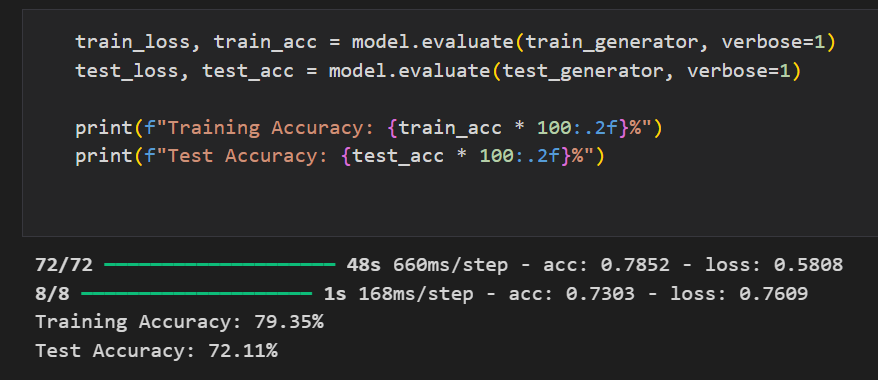 train_loss, train_acc = model.evaluate(train_generator, verbose=1)
test_loss, test_acc = model.evaluate(test_generator, verbose=1)
print(f"Training Accuracy: {train_acc * 100:.2f}%")
print(f"Test Accuracy: {test_acc * 100:.2f}%")
72/72 ━━━━━━━━━━━━━━━━━━━━ 48s 660ms/step - acc: 0.7852 - loss: 0.5808
8/8 ━━━━━━━━━━━━━━━━━━━━ 1s 168ms/step - acc: 0.7303 - loss: 0.7609
Training Accuracy: 79.35%
Test Accuracy: 72.11%